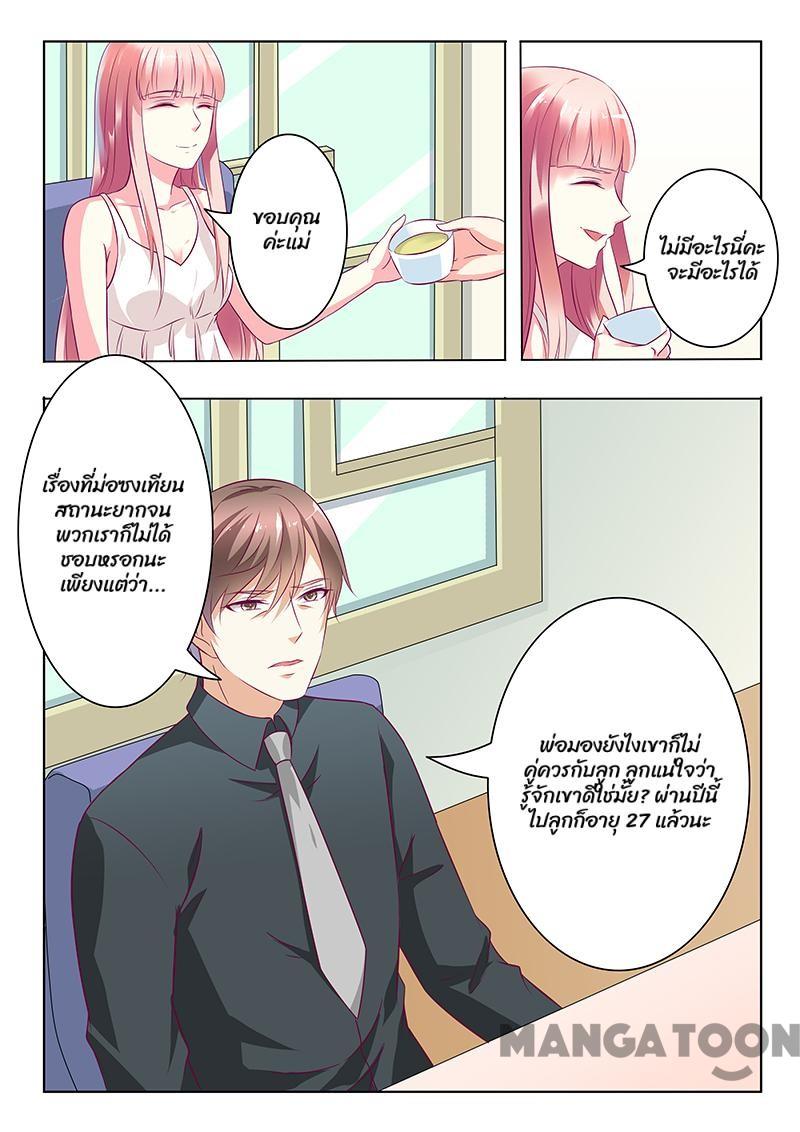 ขอบคุณ
ค่ะแม่
ไม่มีอะไรนี่คะ
จะมีอะไรได้
เรื่องที่ม่อซงเทียน
สถานะยากจน
พวกเราก็ไม่ได้
ชอบหรอกนะ
เพียงแต่ว่า...
พ่อมองยังไงเขาก็ไม่
คู่ควรกับลูก ลูกแน่ใจว่า
รู้จักเขาดีใช่มั้ย? ผ่านปีนี้
ไปลูกก็อายุ 27 แล้วนะ
MANGATOON